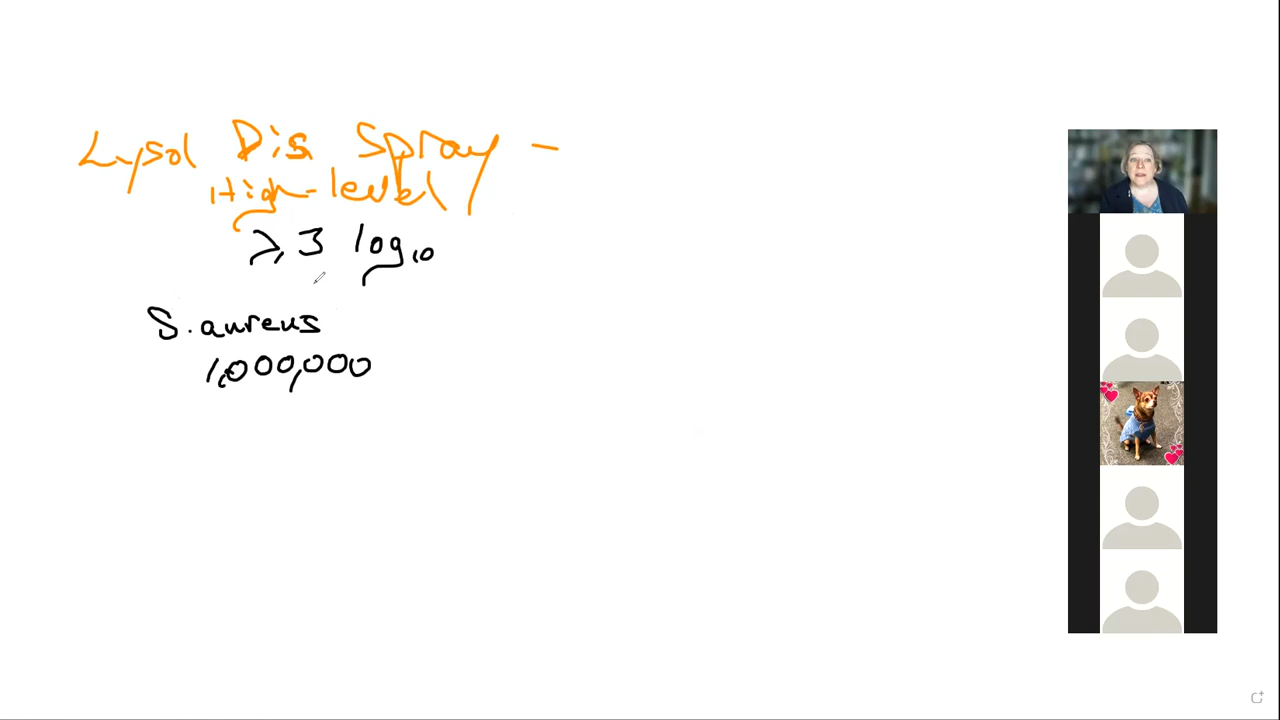 Lysol Dis Spray -
High-level
≥ 3 log₁₀
S. aureus
1,000,000